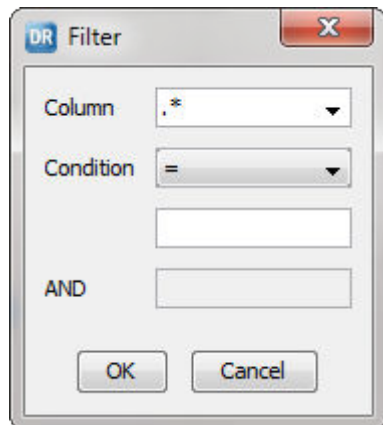 DR Filter X
Column .*
Condition =
AND
OK Cancel